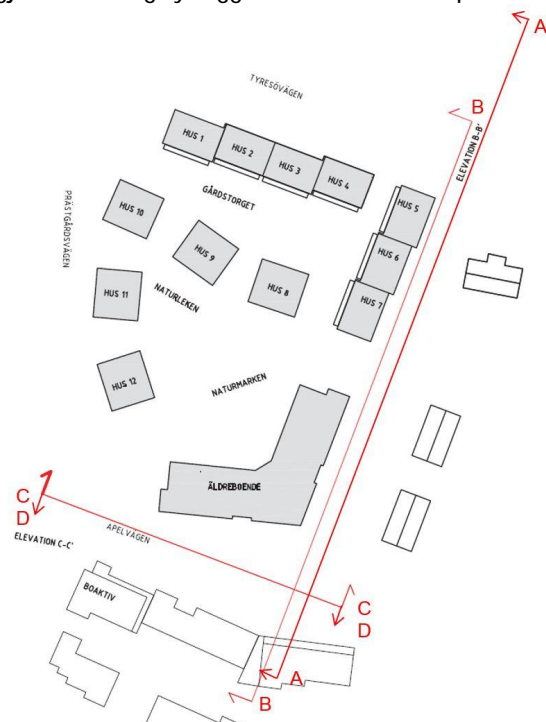 A
TYRESÖVÄGEN
B
ELEVATION B-B'
HUS 1
HUS 2
HUS 3
HUS 4
PRÄSTGÅRDSVÄGEN
GÅRDSTORGET
HUS 5
HUS 10
HUS 9
HUS 6
HUS 8
HUS 11
NATURLEKEN
HUS 7
HUS 12
NATURMARKEN
ÄLDREBOENDE
C
D
APELVÄGEN
ELEVATION C-C'
BOAKTIV
C
D
A
B